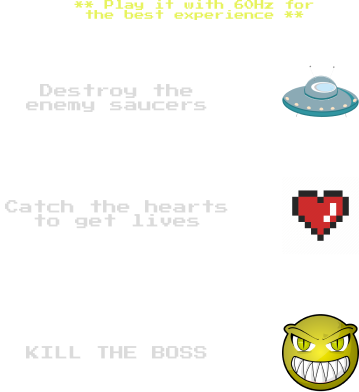 ** Play it with 60Hz for
the best experience **
Destroy the
enemy saucers
Catch the hearts
to get lives
KILL THE BOSS